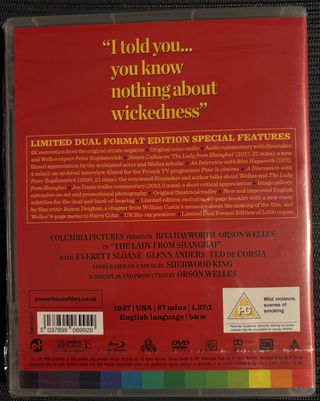 “I told you...
you know
nothing about
wickedness”
LIMITED DUAL FORMAT EDITION SPECIAL FEATURES
4K restoration from the original nitrate negative • Original mono audio • Audio commentary with filmmaker
and Welles expert Peter Bogdanovich • Simon Callow on 'The Lady from Shanghai' (2017, 22 mins): a new
filmed appreciation by the acclaimed actor and Welles scholar • An Interview with Rita Hayworth (1970,
4 mins): an archival interview filmed for the French TV programme Pour le cinéma • A Discussion with
Peter Bogdanovich (2000, 21 mins): the renowned filmmaker and author talks about Welles and The Lady
from Shanghai • Joe Dante trailer commentary (2013, 3 mins): a short critical appreciation • Image gallery:
extensive on-set and promotional photography • Original theatrical trailer • New and improved English
subtitles for the deaf and hard-of-hearing • Limited edition exclusive 40-page booklet with a new essay
by film critic Samm Deighan, a chapter from William Castle's memoir about the making of the film, and
Welles' 9-page memo to Harry Cohn • UK Blu-ray premiere • Limited Dual Format Edition of 5,000 copies
COLUMBIA PICTURES PRESENTS RITA HAYWORTH ORSON WELLES
IN "THE LADY FROM SHANGHAI"
WITH EVERETT SLOANE GLENN ANDERS TED DE CORSIA
STORY BASED ON A NOVEL BY SHERWOOD KING
SCREENPLAY AND PRODUCTION BY ORSON WELLES
powerhousefilms.co.uk
5 037899 069929
1947 | USA | 87 mins | 1.37:1
English language | b&w
PG
Mild violence,
scenes of
smoking